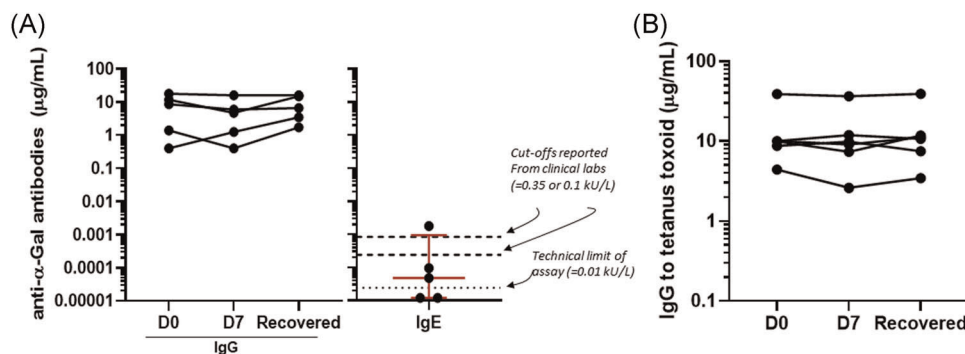 (A)
anti-α-Gal antibodies (µg/mL)
100
10
1
0.1
0.01
0.001
0.0001
0.00001
D0 D7 Recovered
IgG
IgE
Cut-offs reported
From clinical labs
(=0.35 or 0.1 kU/L)
Technical limit of
assay (=0.01 kU/L)
(B)
IgG to tetanus toxoid (µg/mL)
100
10
1
0.1
D0 D7 Recovered